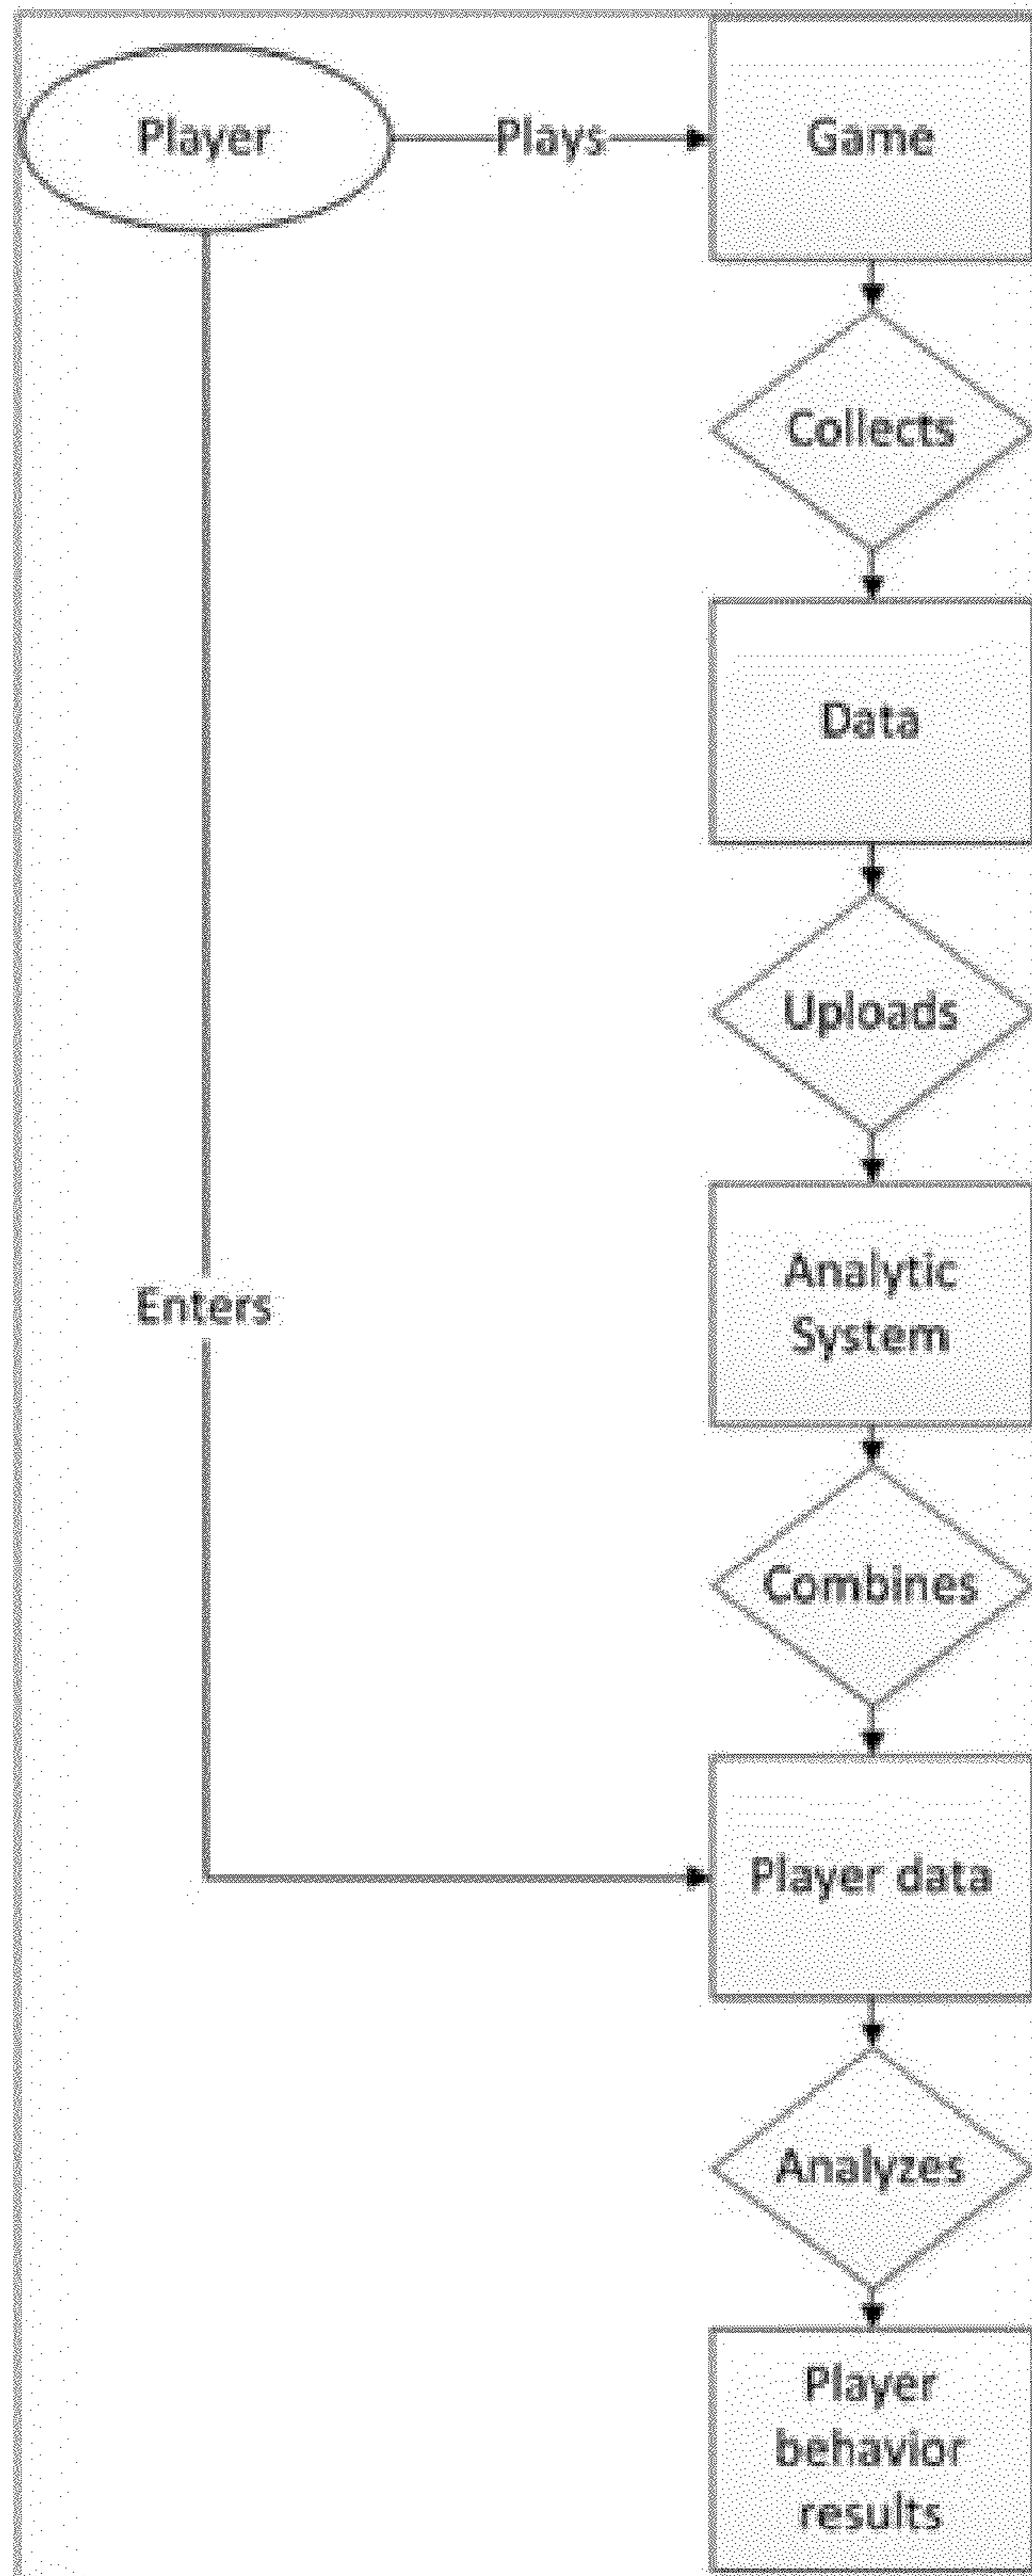 Player
Plays
Game
Collects
Data
Uploads
Analytic
System
Enters
Combines
Player data
Analyzes
Player
behavior
results